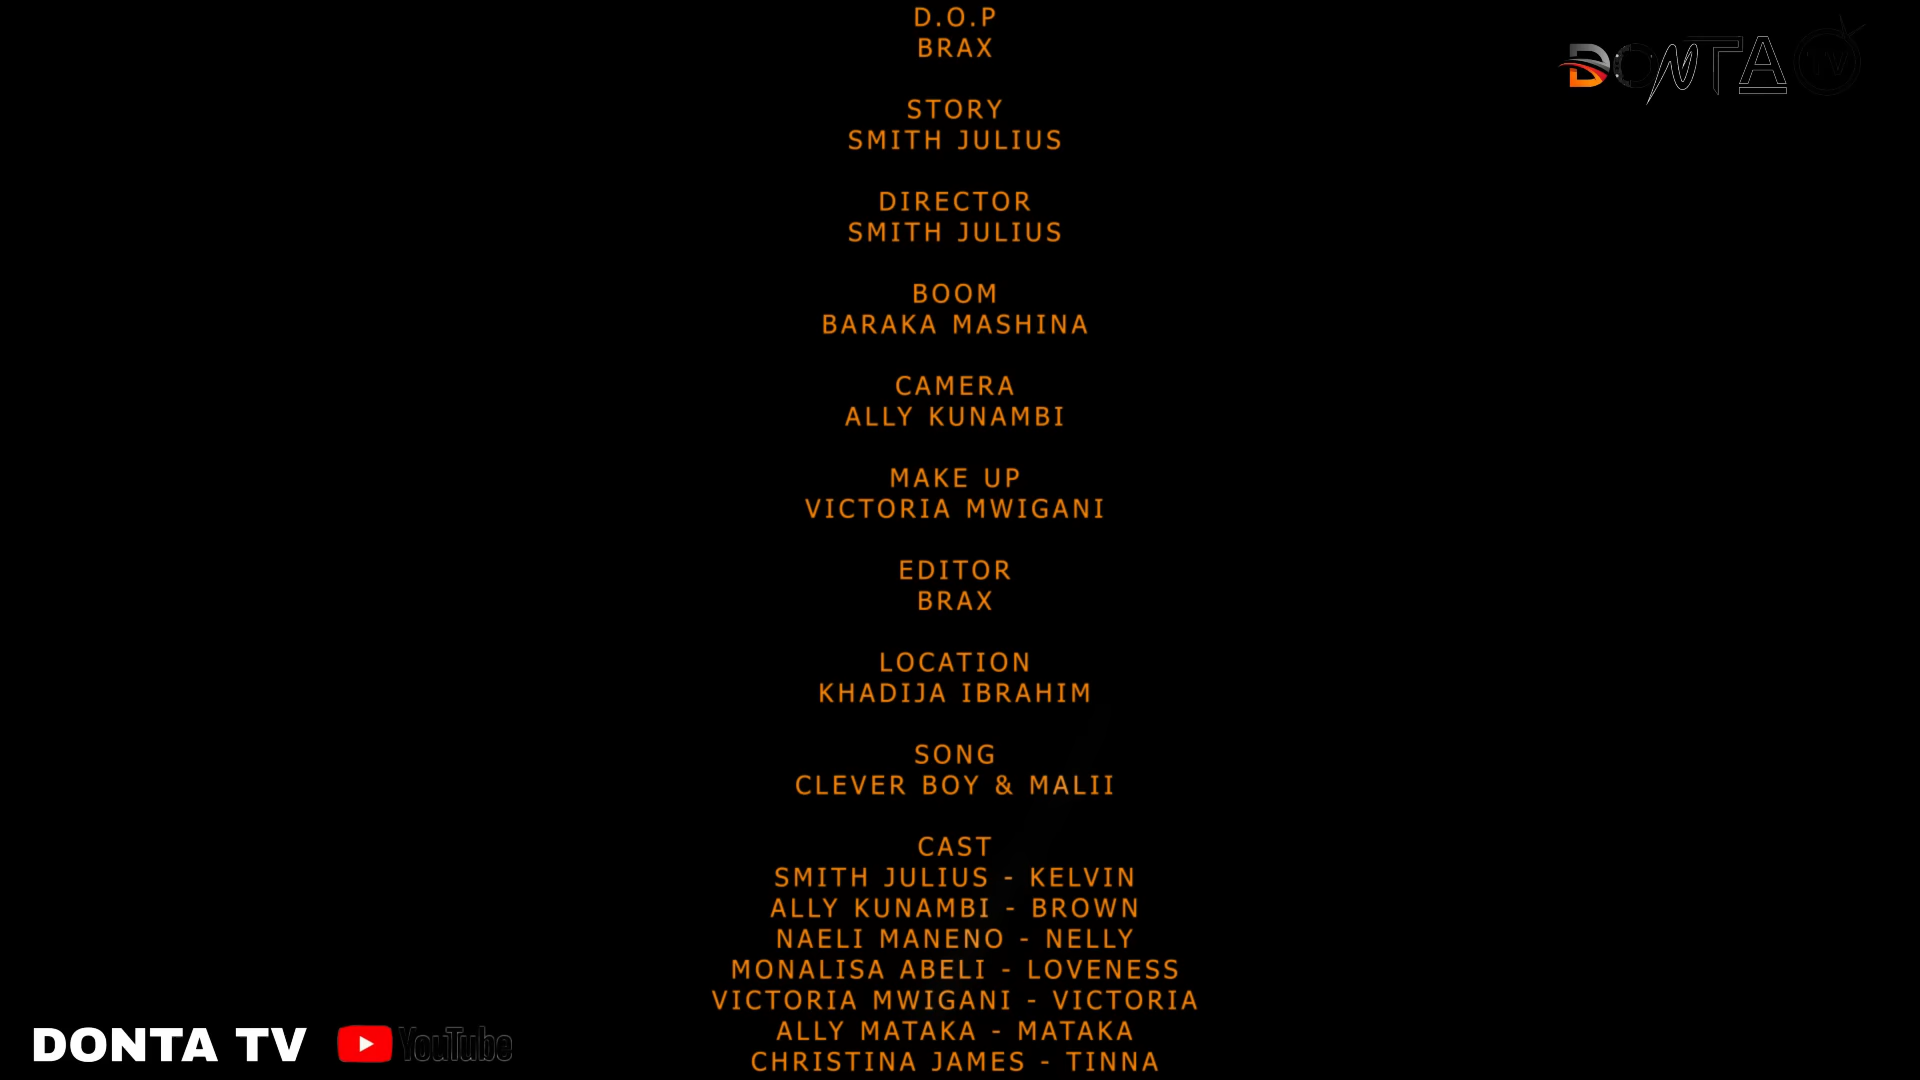 D.O.P
BRAX
STORY
SMITH JULIUS
DIRECTOR
SMITH JULIUS
BOOM
BARAKA MASHINA
CAMERA
ALLY KUNAMBI
MAKE UP
VICTORIA MWIGANI
EDITOR
BRAX
LOCATION
KHADIJA IBRAHIM
SONG
CLEVER BOY & MALII
CAST
SMITH JULIUS - KELVIN
ALLY KUNAMBI - BROWN
NAELI MANENO - NELLY
MONALISA ABELI - LOVENESS
VICTORIA MWIGANI - VICTORIA
ALLY MATAKA - MATAKA
CHRISTINA JAMES - TINNA
DONTA TV
DONTA TV YouTube